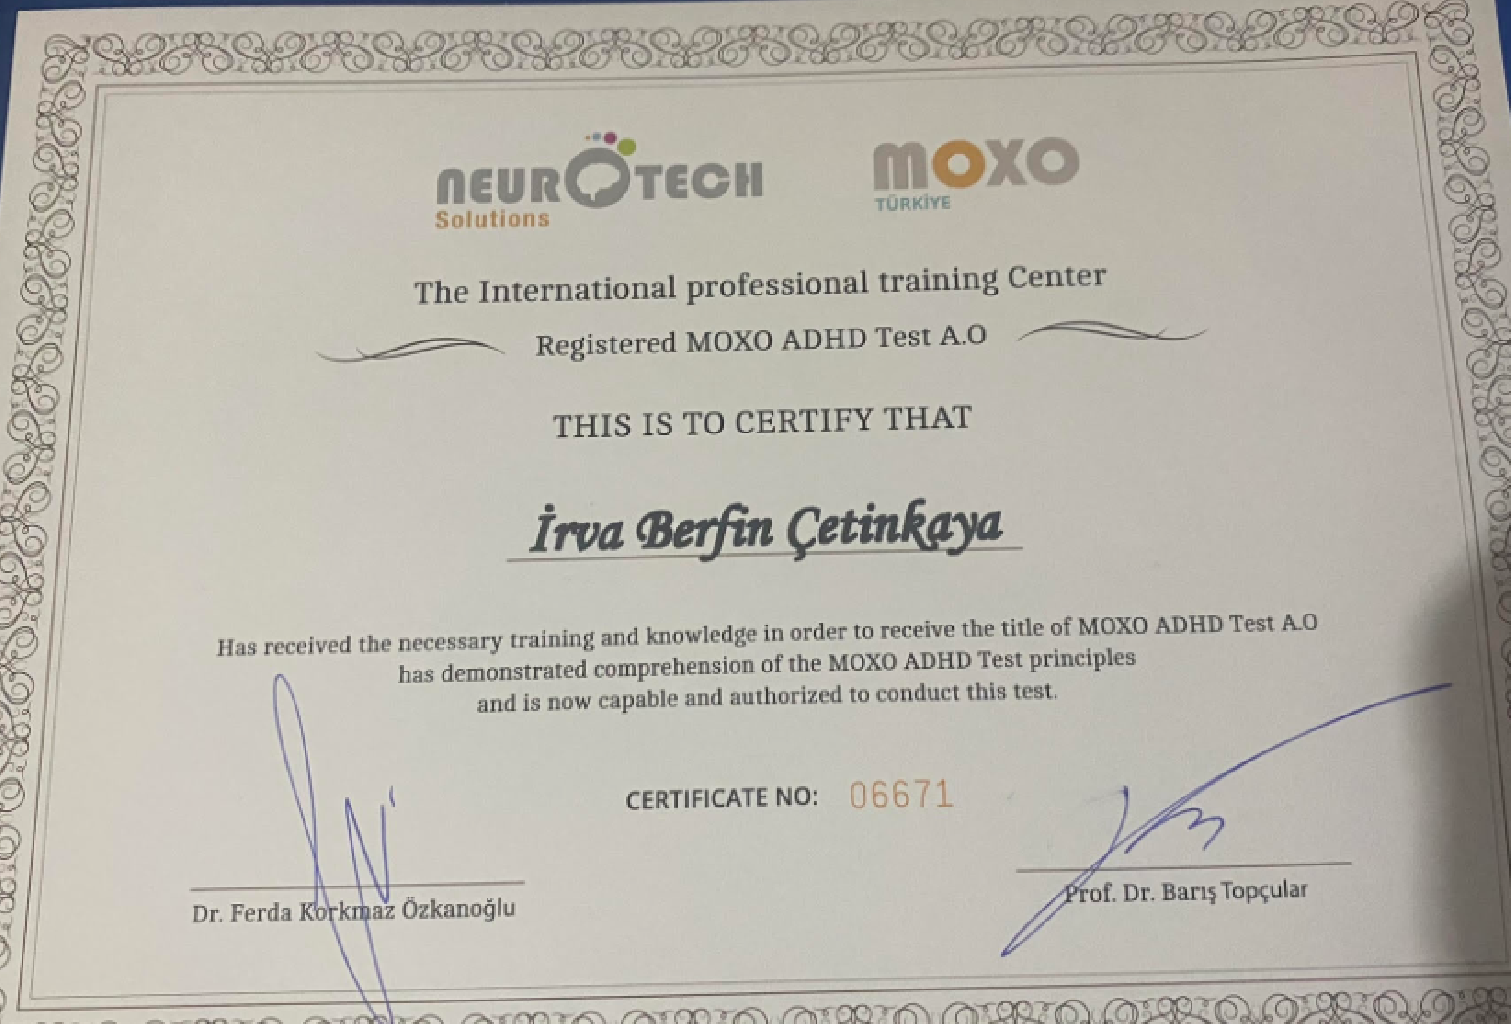 NEUROTECH
Solutions
MOXO
TÜRKİYE
The International professional training Center
Registered MOXO ADHD Test A.O
THIS IS TO CERTIFY THAT
İrva Berfin Çetinkaya
Has received the necessary training and knowledge in order to receive the title of MOXO ADHD Test A.O
has demonstrated comprehension of the MOXO ADHD Test principles
and is now capable and authorized to conduct this test.
CERTIFICATE NO: 06671
Dr. Ferda Korkmaz Özkanoğlu
Prof. Dr. Barış Topçular